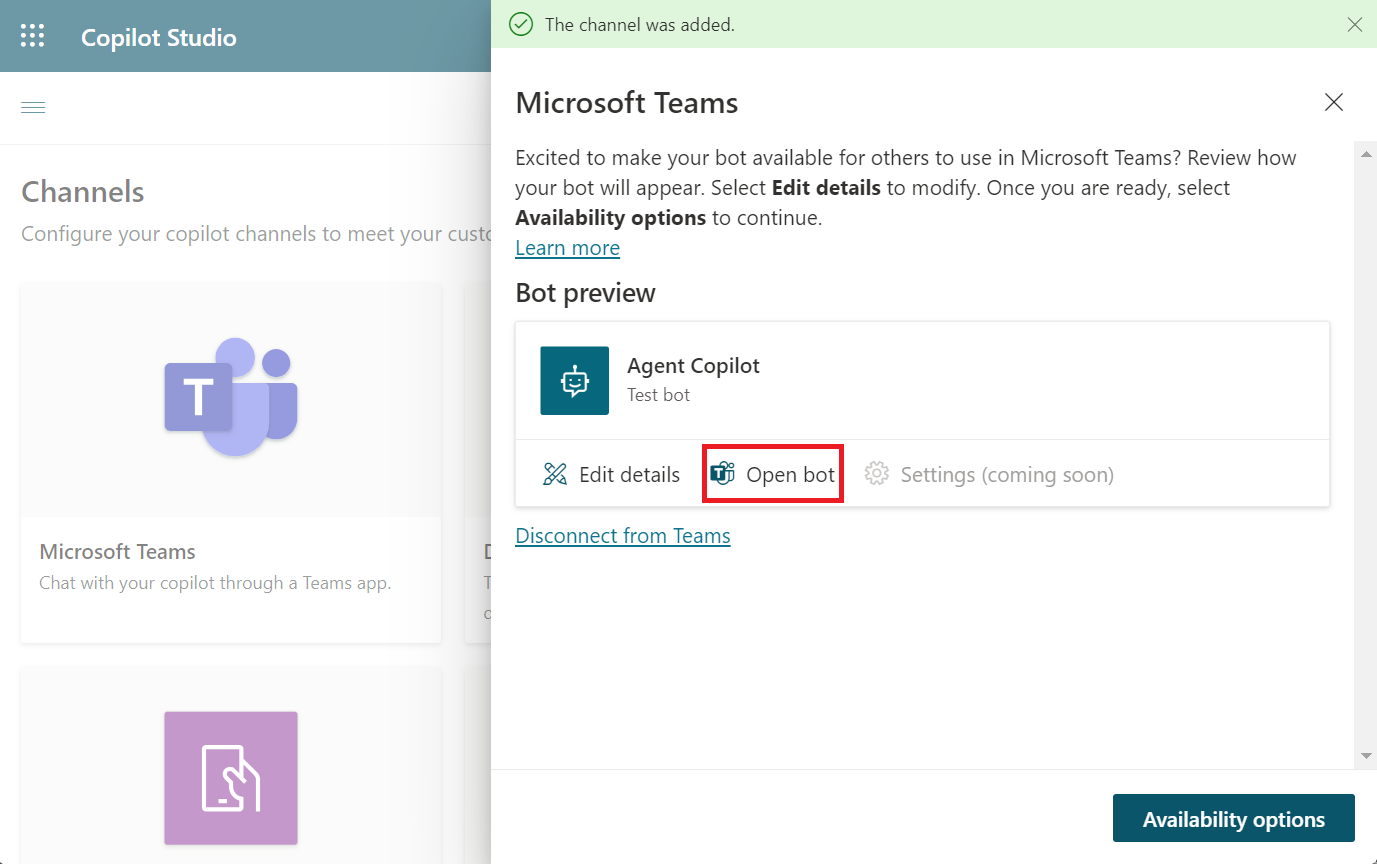 Copilot Studio
The channel was added.
Microsoft Teams
Excited to make your bot available for others to use in Microsoft Teams? Review how
your bot will appear. Select Edit details to modify. Once you are ready, select
Availability options to continue.
Learn more
Bot preview
Agent Copilot
Test bot
Edit details
Open bot
Settings (coming soon)
Disconnect from Teams
Availability options
Channels
Configure your copilot channels to meet your
T
Microsoft Teams
Chat with your copilot through a Teams app.